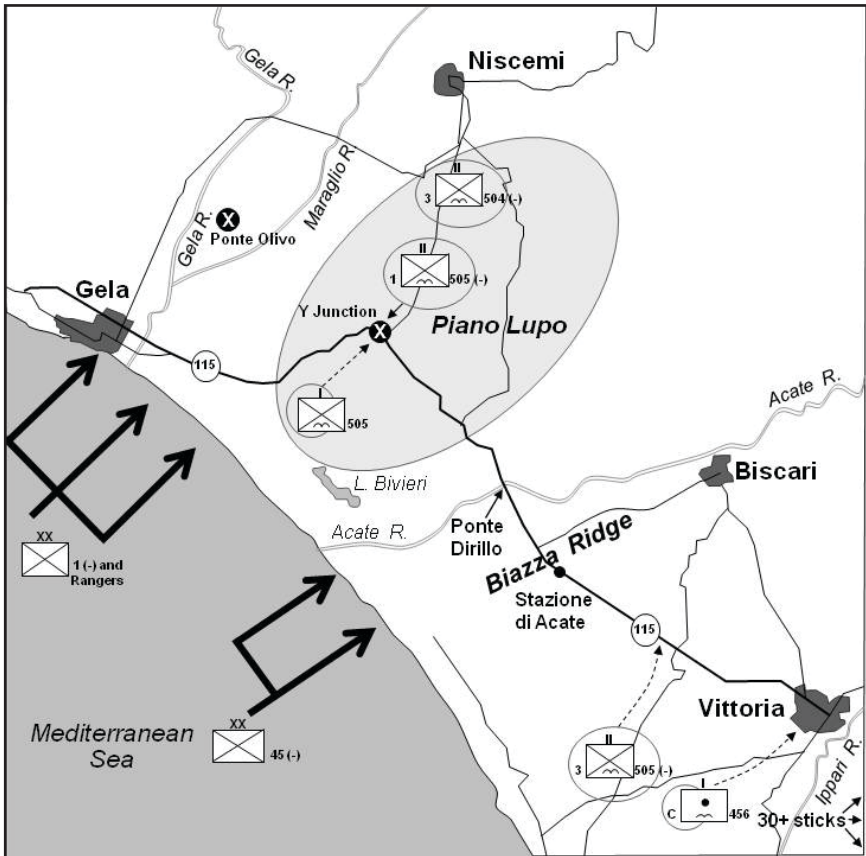 Gela R.
Niscemi
Maraglio R.
Gela R.
X
Ponte Olivo
II
3
504 (-)
II
1
505 (-)
Gela
Y Junction
X
Piano Lupo
115
I
505
Acate R.
L. Bivieri
Biscari
Acate R.
Ponte
Dirillo
Biazza Ridge
XX
1 (-) and
Rangers
Stazione
di Acate
115
Vittoria
XX
45 (-)
Mediterranean
Sea
II
3
505 (-)
Ippari R.
I
C
456
30+ sticks